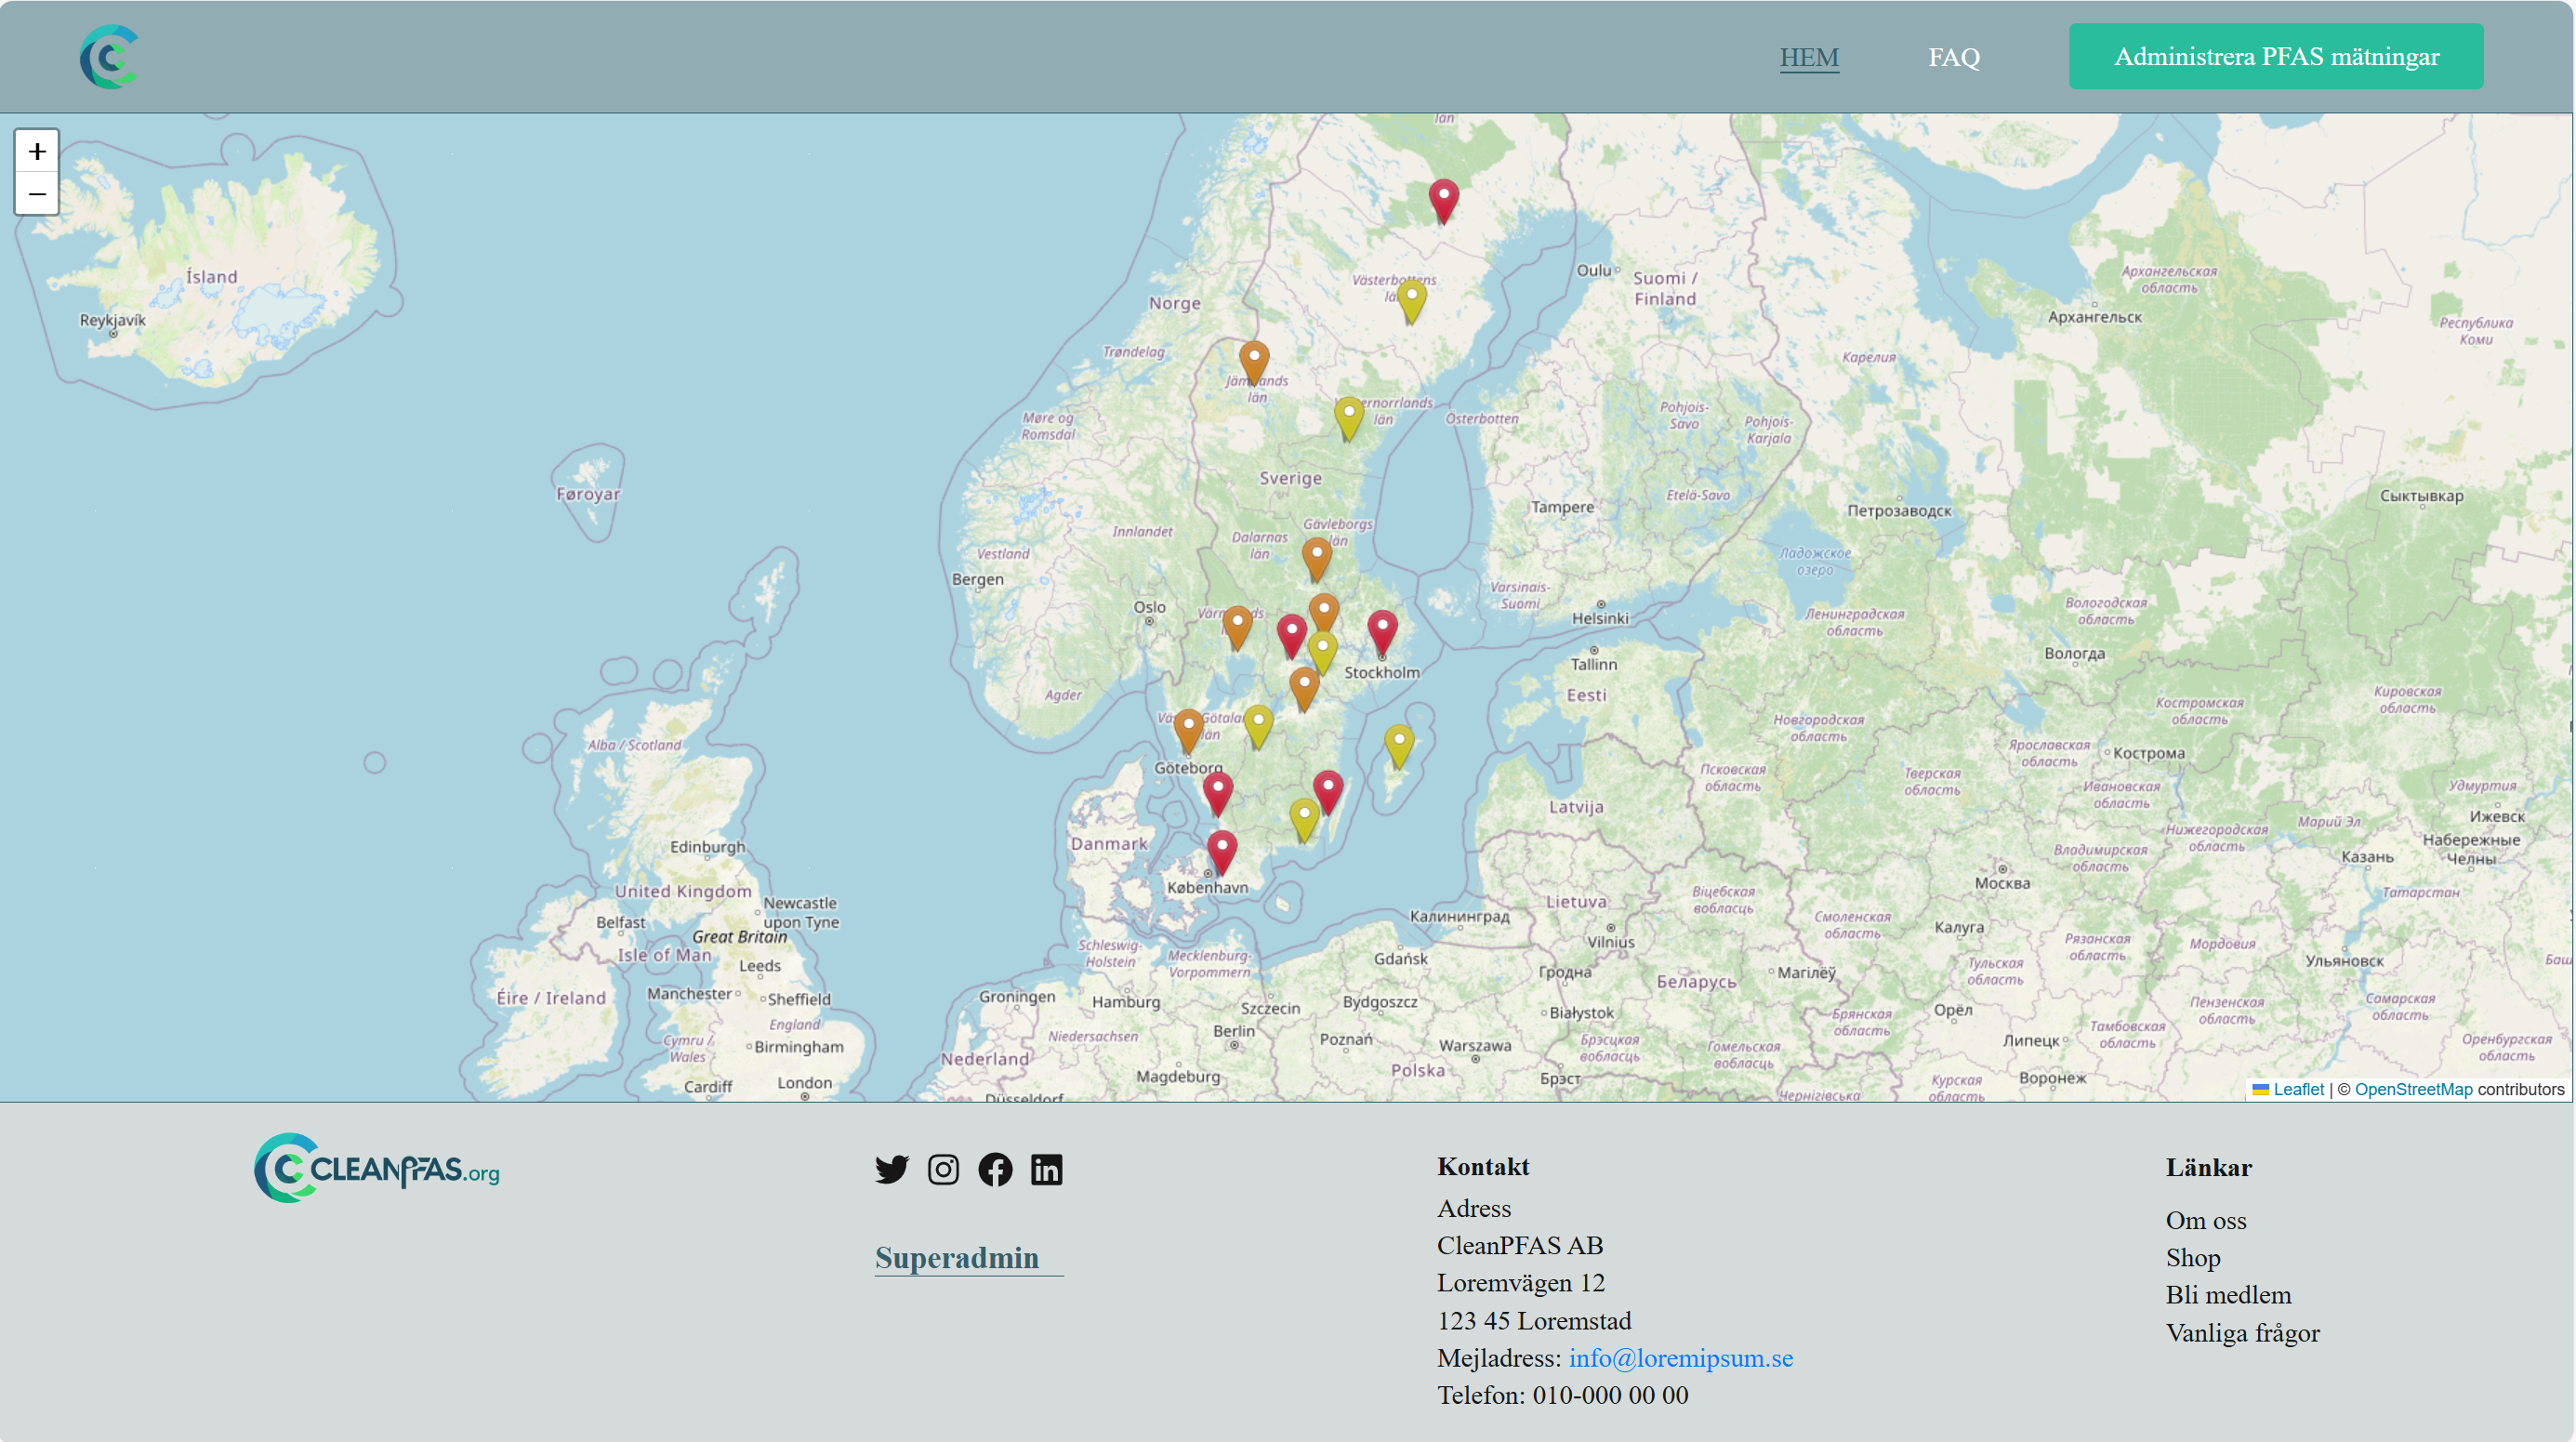 HEM
FAQ
Administrera PFAS mätningar
+
−
län
Ísland
Reykjavík
Norge
Oulu
Suomi /
Finland
Архангельская
область
Архангельск
Республика
Коми
Trøndelag
Карелия
län
Møre og
Romsdal
Österbotten
Pohjois-
Savo
Pohjois-
Karjala
län
Sverige
Føroyar
Etelä-Savo
Сыктывкар
Tampere
Петрозаводск
Innlandet
Dalarnas
län
Gävleborgs
län
Vestland
Ладожское
озеро
Bergen
Varsinais-
Suomi
Oslo
Helsinki
Ленинградская
область
Вологодская
область
Tallinn
Вологда
Stockholm
Eesti
Agder
Кировская
область
Костромская
область
Новгородская
область
län
Alba / Scotland
Ярославская
область
Кострома
Göteborg
Псковская
область
Тверская
область
Ивановская
область
Удмуртия
Latvija
Ижевск
Марий Эл
Нижегородская
область
Danmark
Edinburgh
Владимирская
область
Казань
Набережные
Челны
København
Москва
United Kingdom
Віцебская
вобласць
Татарстан
Newcastle
upon Tyne
Lietuva
Калининград
Смоленская
область
Belfast
Great Britain
Калуга
Vilnius
Рязанская
область
Мордовия
Isle of Man
Schleswig-
Holstein
Mecklenburg-
Vorpommern
Gdańsk
Ульяновск
Leeds
Гродна
Магілёў
Тульская
область
Беларусь
Manchester
Sheffield
Éire / Ireland
Groningen
Hamburg
Szczecin
Bydgoszcz
Białystok
Брянская
область
Орёл
Пензенская
область
Самарская
область
England
Niedersachsen
Berlin
Poznań
Warszawa
Брэсцкая
вобласць
Гомельская
вобласць
Тамбовская
область
Оренбургская
область
Cymru /
Wales
Birmingham
Липецк
Nederland
Magdeburg
Polska
Брэст
Курская
область
Воронеж
Cardiff
London
Düsseldorf
Чернігівська
Leaflet | © OpenStreetMap contributors
CLEANPFAS.org
Superadmin
Kontakt
Adress
CleanPFAS AB
Loremvägen 12
123 45 Loremstad
Mejladress: info@loremipsum.se
Telefon: 010-000 00 00
Länkar
Om oss
Shop
Bli medlem
Vanliga frågor